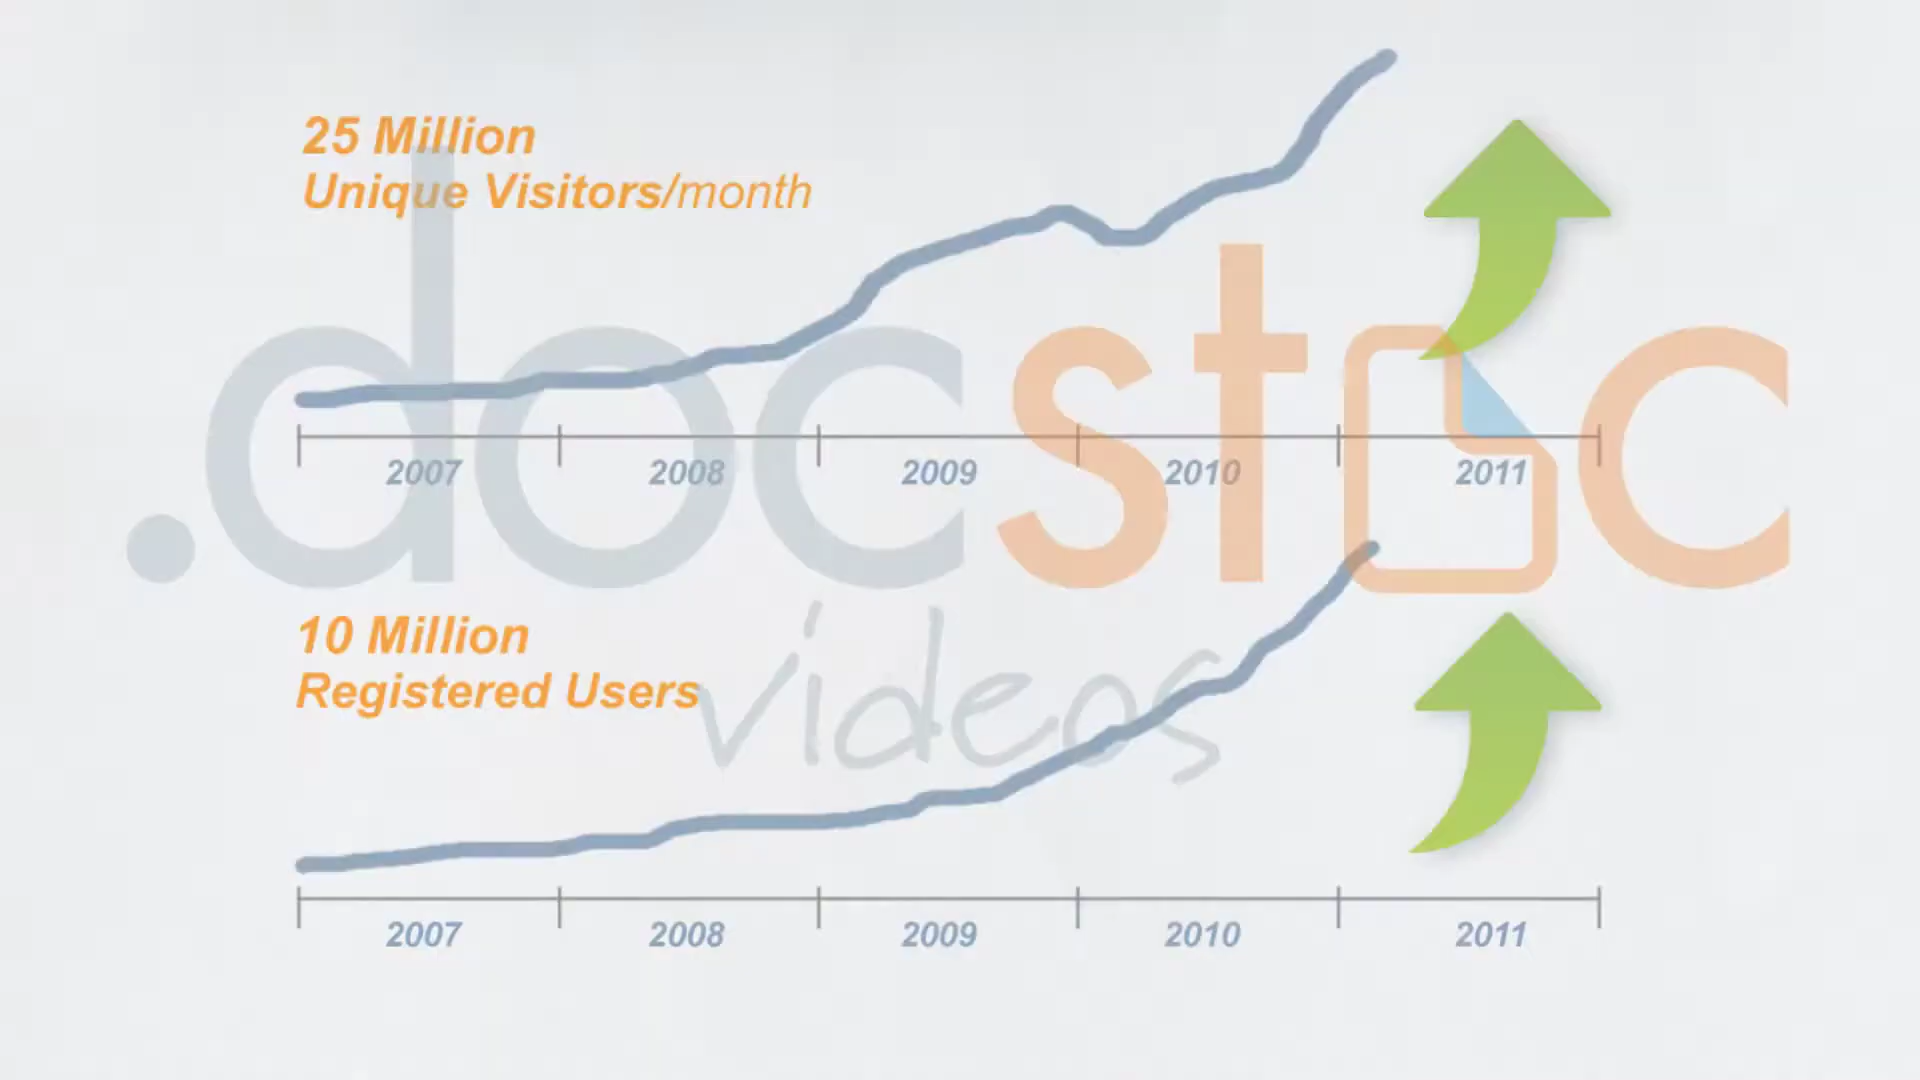 25 Million
Unique Visitors/month
2007 2008 2009 2010 2011
.docstoc
videos
10 Million
Registered Users
2007 2008 2009 2010 2011